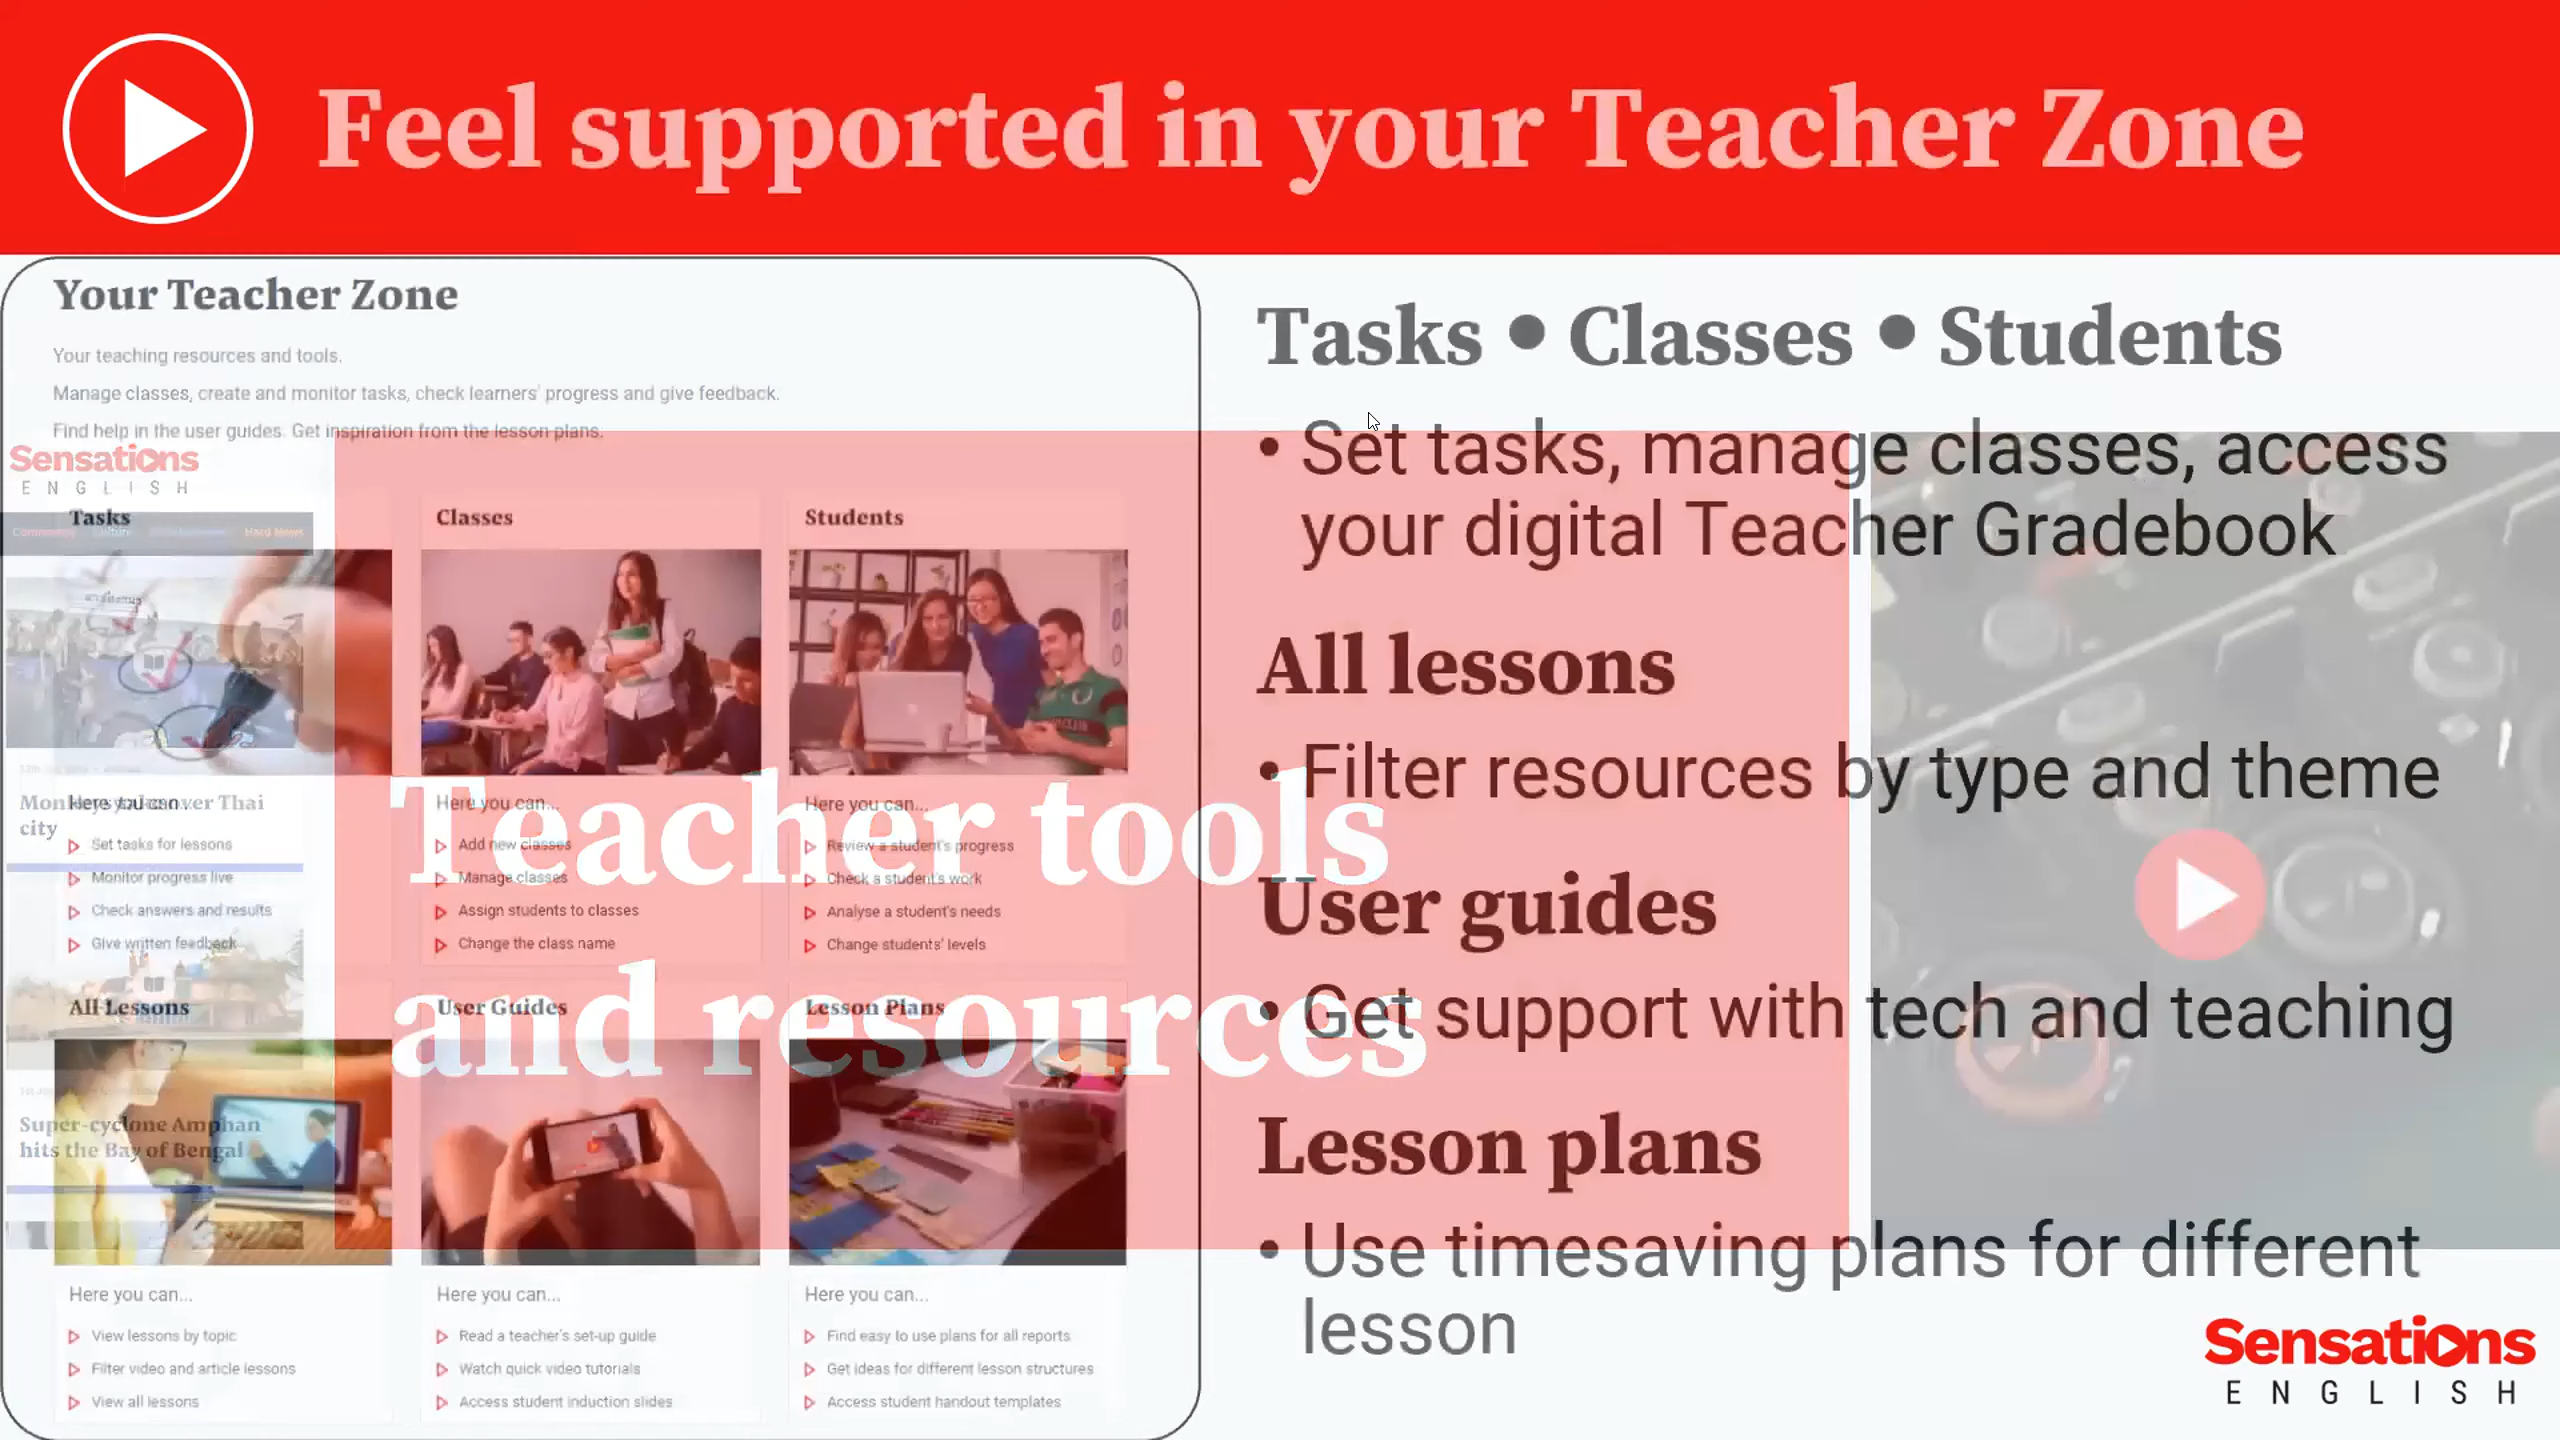 Feel supported in your Teacher Zone
Your Teacher Zone
Your teaching resources and tools.
Manage classes, create and monitor tasks, check learners' progress and give feedback.
Find help in the user guides. Get inspiration from the lesson plans.
Sensations
ENGLISH
Tasks
Classes
Students
Hard News
Here you can...
Set tasks for lessons
Monitor progress live
Check answers and results
Give written feedback
Here you can...
Add new classes
Manage classes
Assign students to classes
Change the class name
Here you can...
Review a student's progress
Check a student's work
Analyse a student's needs
Change students' levels
Thai
city
Teacher tools
and resources
All Lessons
User Guides
Lesson Plans
Super-cyclone Amphan
hits the Bay of Bengal
Here you can...
View lessons by topic
Filter video and article lessons
View all lessons
Here you can...
Read a teacher's set-up guide
Watch quick video tutorials
Access student induction slides
Here you can...
Find easy to use plans for all reports
Get ideas for different lesson structures
Access student handout templates
Tasks • Classes • Students
• Set tasks, manage classes, access
your digital Teacher Gradebook
All lessons
• Filter resources by type and theme
User guides
• Get support with tech and teaching
Lesson plans
• Use timesaving plans for different
lesson
Sensations
ENGLISH